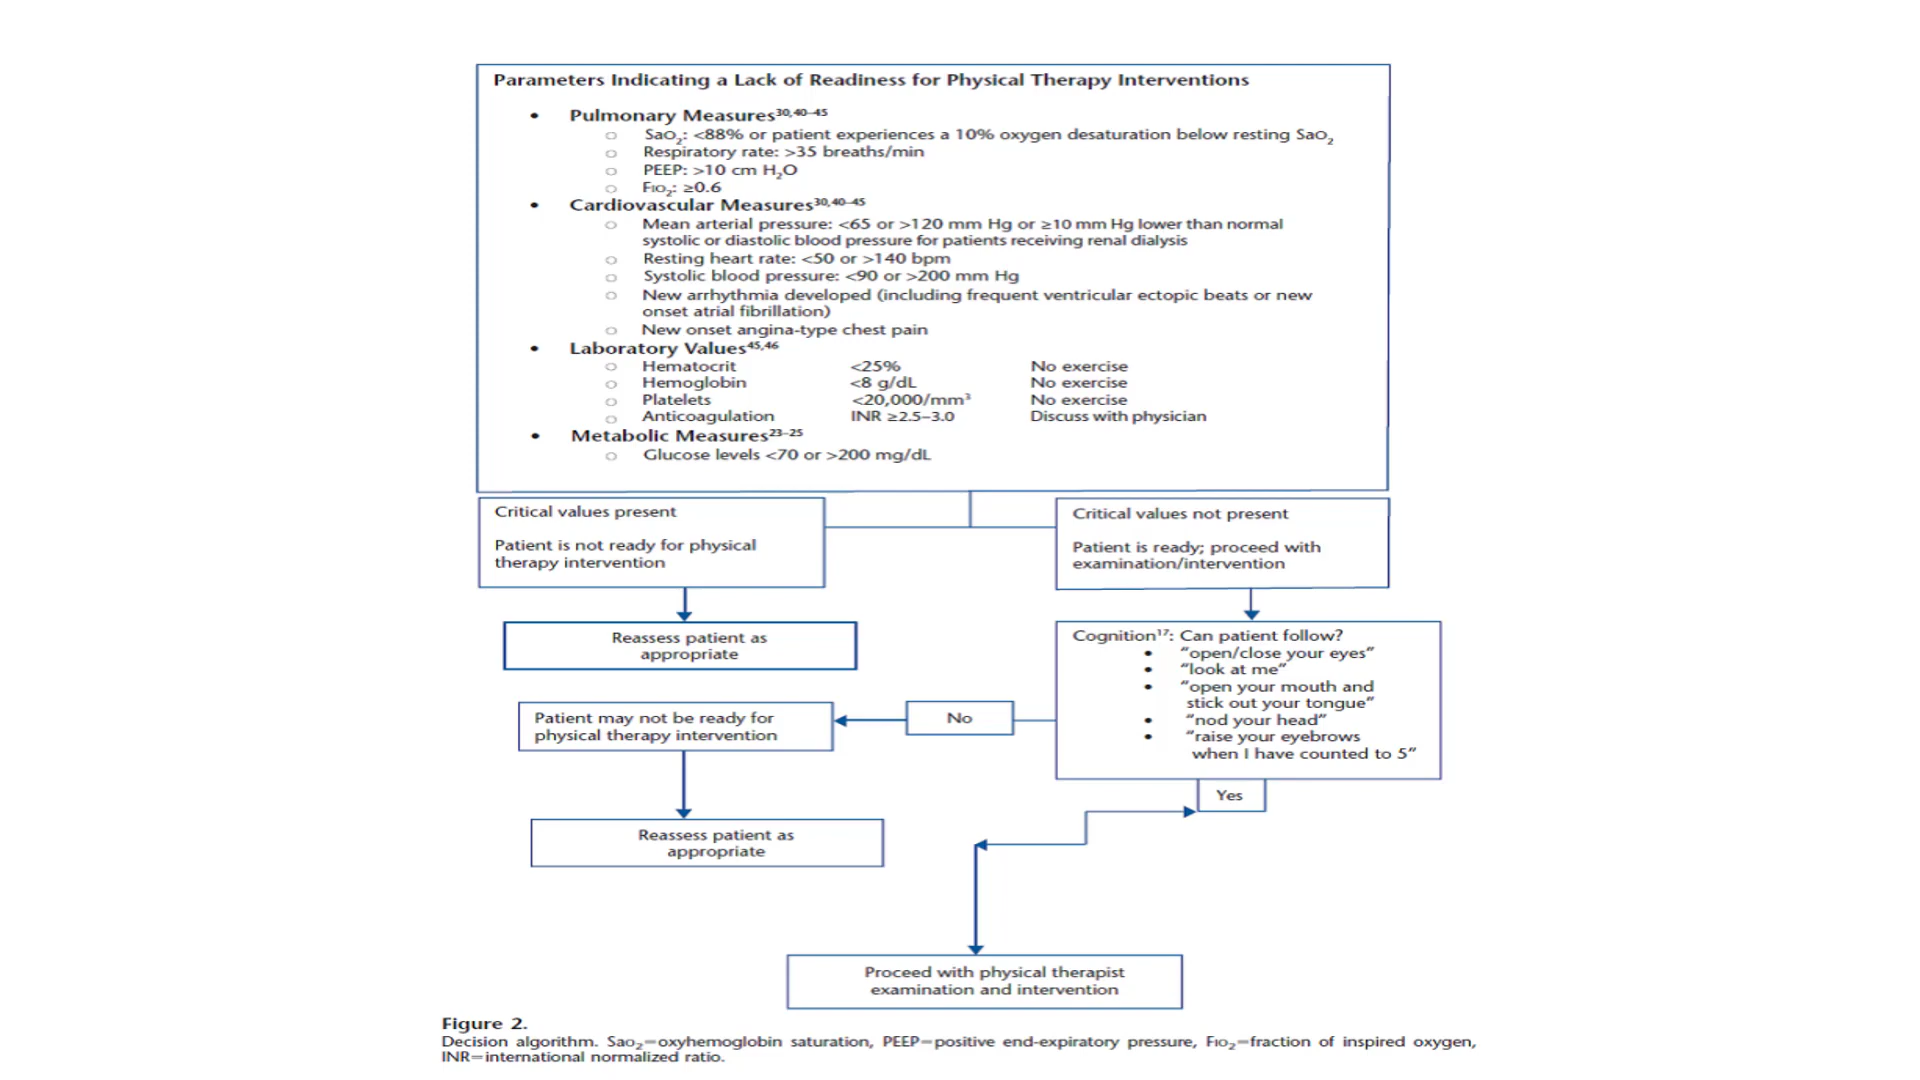 Parameters Indicating a Lack of Readiness for Physical Therapy Interventions
• Pulmonary Measures30,40–45
○ SaO2: <88% or patient experiences a 10% oxygen desaturation below resting SaO2
○ Respiratory rate: >35 breaths/min
○ PEEP: >10 cm H2O
○ FIO2: ≥0.6
• Cardiovascular Measures30,40–45
○ Mean arterial pressure: <65 or >120 mm Hg or ≥10 mm Hg lower than normal
systolic or diastolic blood pressure for patients receiving renal dialysis
○ Resting heart rate: <50 or >140 bpm
○ Systolic blood pressure: <90 or >200 mm Hg
○ New arrhythmia developed (including frequent ventricular ectopic beats or new
onset atrial fibrillation)
○ New onset angina-type chest pain
• Laboratory Values45,46
○ Hematocrit <25% No exercise
○ Hemoglobin <8 g/dL No exercise
○ Platelets <20,000/mm3 No exercise
○ Anticoagulation INR ≥2.5–3.0 Discuss with physician
• Metabolic Measures23–25
○ Glucose levels <70 or >200 mg/dL
Critical values present
Patient is not ready for physical
therapy intervention
Critical values not present
Patient is ready; proceed with
examination/intervention
Reassess patient as
appropriate
Cognition17: Can patient follow?
• “open/close your eyes”
• “look at me”
• “open your mouth and
stick out your tongue”
• “nod your head”
• “raise your eyebrows
when I have counted to 5”
No
Patient may not be ready for
physical therapy intervention
Yes
Reassess patient as
appropriate
Proceed with physical therapist
examination and intervention
Figure 2.
Decision algorithm. SaO2=oxyhemoglobin saturation, PEEP=positive end-expiratory pressure, FIO2=fraction of inspired oxygen,
INR=international normalized ratio.